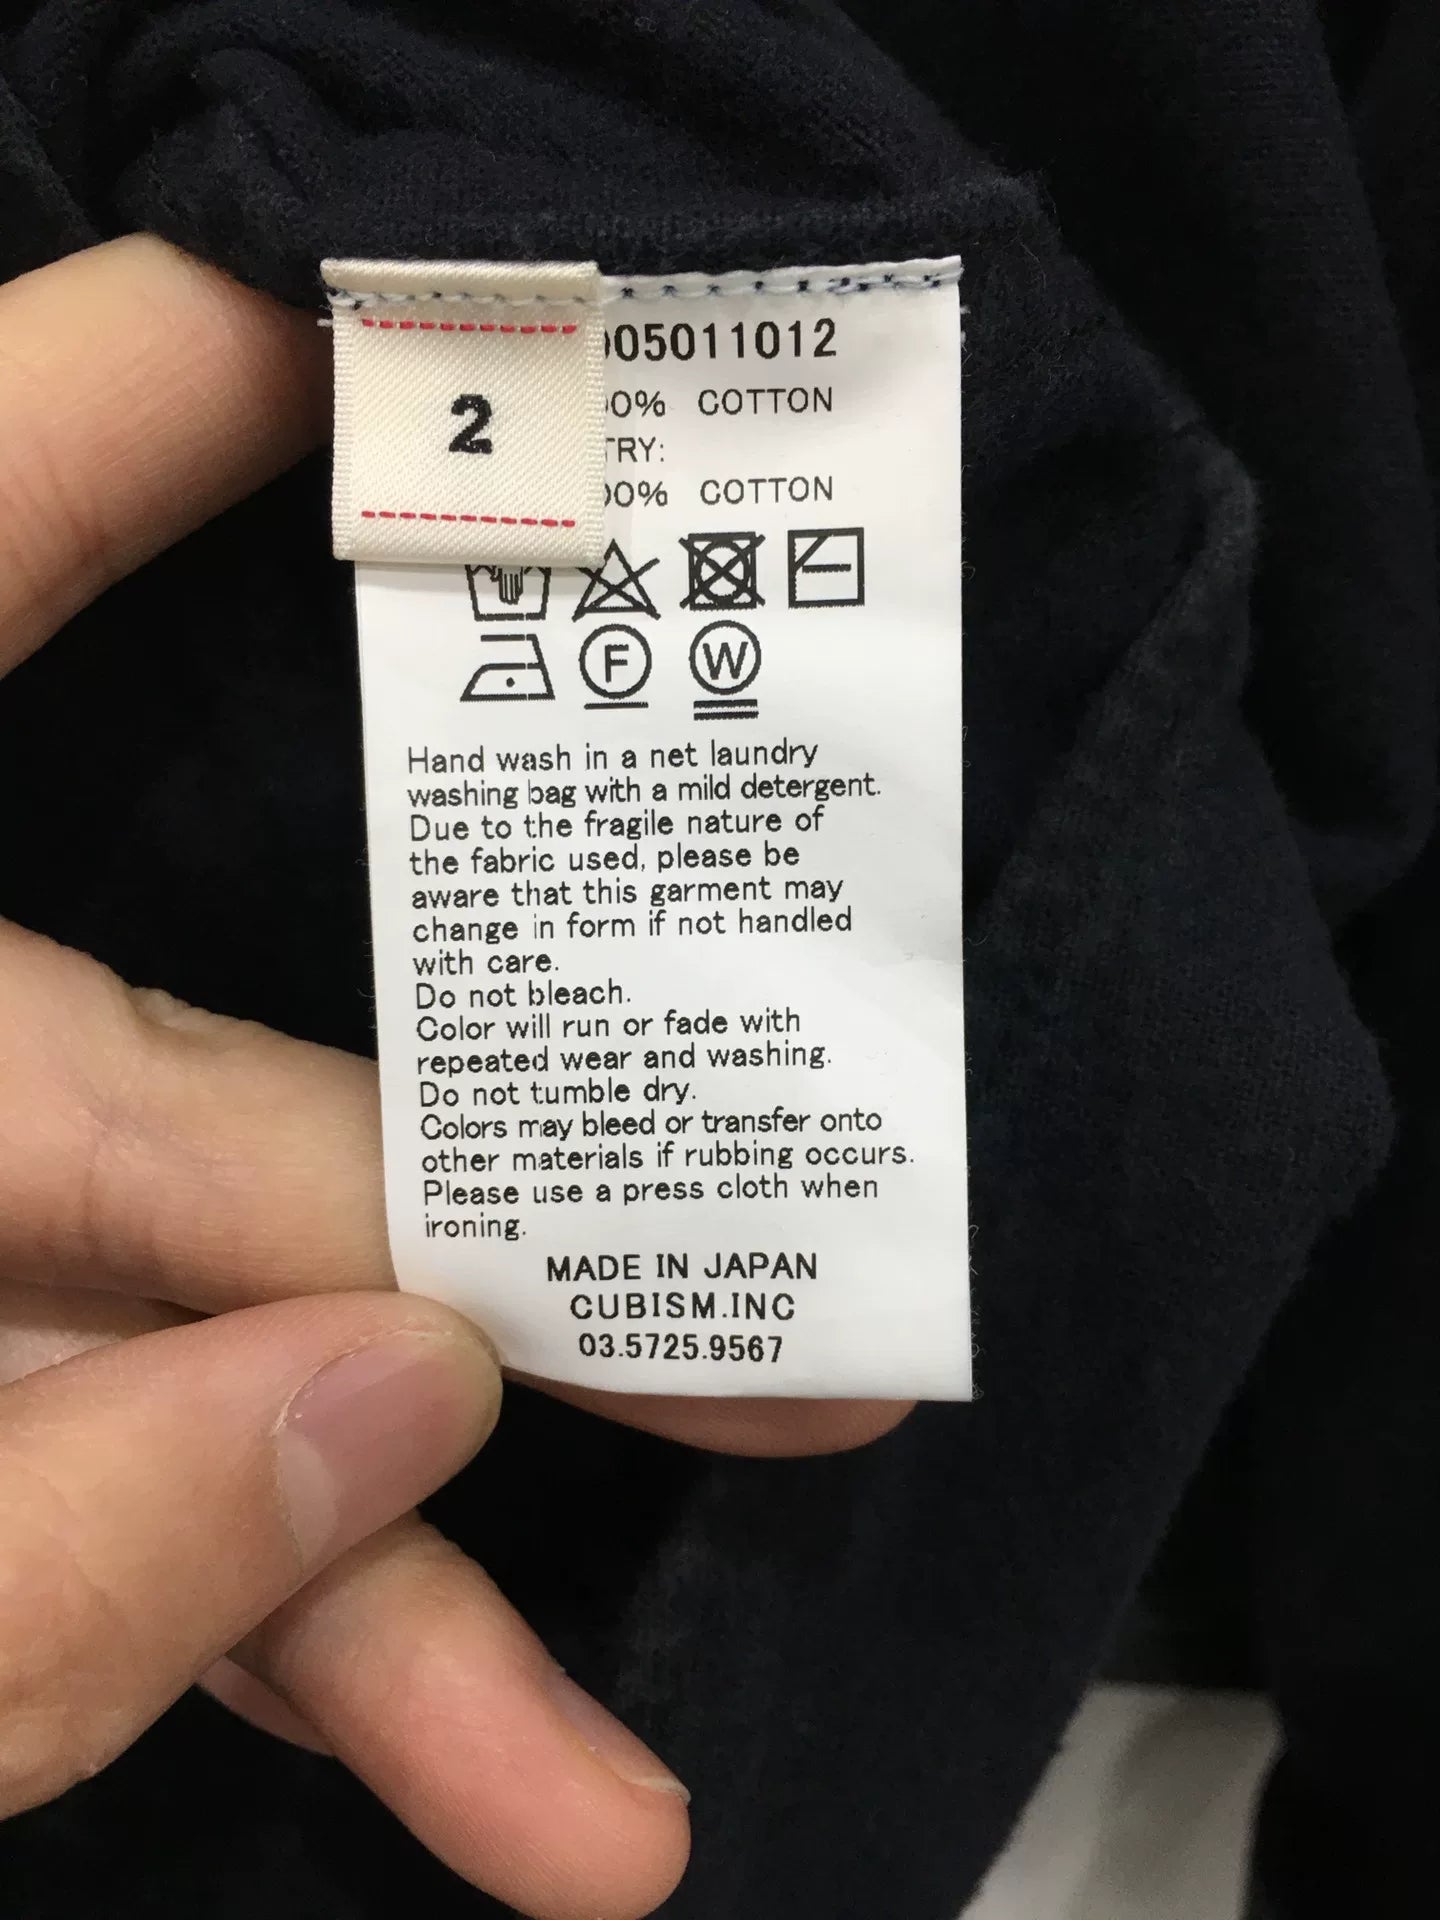 2
05011012
0% COTTON
TRY:
00% COTTON
F W
Hand wash in a net laundry
washing bag with a mild detergent.
Due to the fragile nature of
the fabric used, please be
aware that this garment may
change in form if not handled
with care.
Do not bleach.
Color will run or fade with
repeated wear and washing.
Do not tumble dry.
Colors may bleed or transfer onto
other materials if rubbing occurs.
Please use a press cloth when
ironing.
MADE IN JAPAN
CUBISM.INC
03.5725.9567